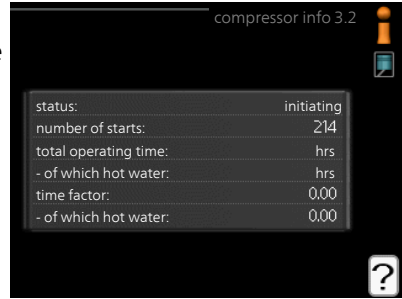 compressor info 3.2
status: initiating
number of starts: 214
total operating time: hrs
- of which hot water: hrs
time factor: 0.00
- of which hot water: 0.00
?